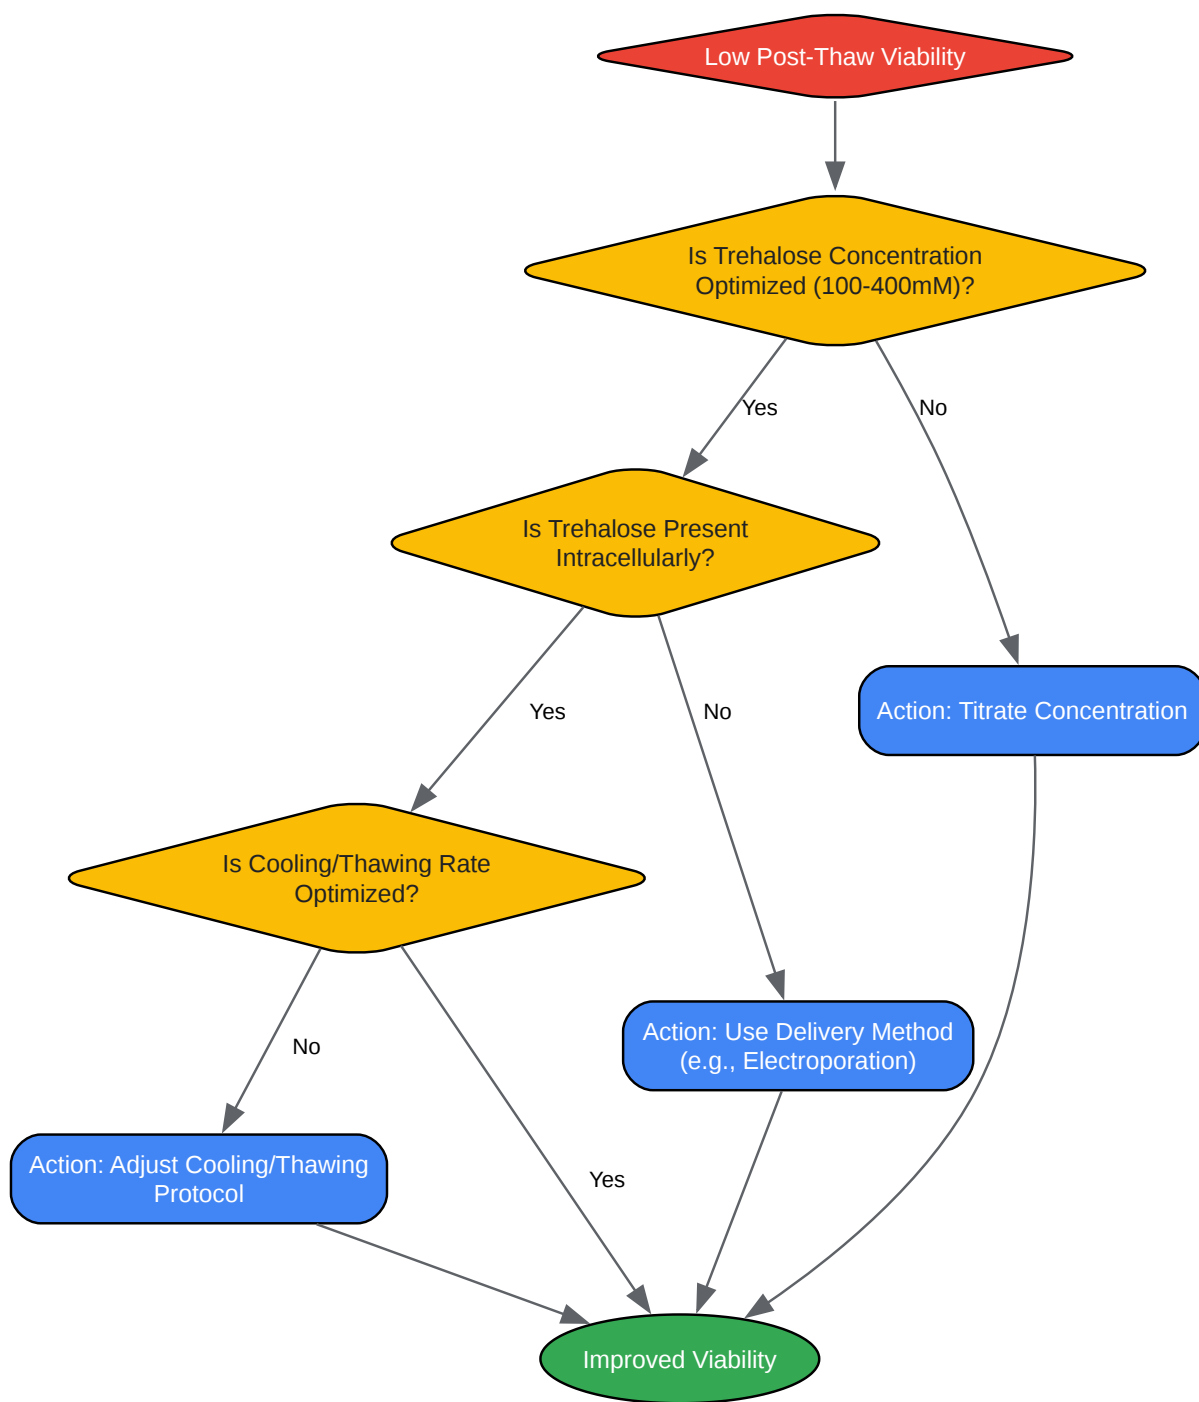 Low Post-Thaw Viability
Is Trehalose Concentration
Optimized (100-400mM)?
Yes
No
Is Trehalose Present
Intracellularly?
Yes
No
Action: Titrate Concentration
Is Cooling/Thawing Rate
Optimized?
No
Action: Use Delivery Method
(e.g., Electroporation)
Action: Adjust Cooling/Thawing
Protocol
Yes
Improved Viability